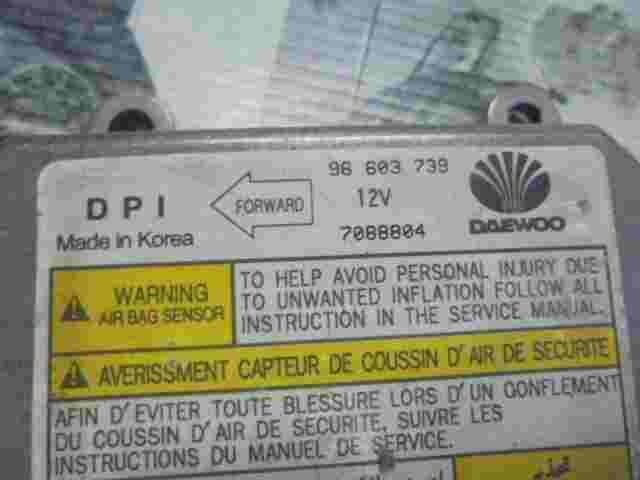 96 603 739
DPI FORWARD 12V DAEWOO
Made in Korea 7088804
WARNING
AIR BAG SENSOR
TO HELP AVOID PERSONAL INJURY DUE
TO UNWANTED INFLATION FOLLOW ALL
INSTRUCTION IN THE SERVICE MANUAL.
AVERISSMENT CAPTEUR DE COUSSIN D'AIR DE SECURITE
AFIN D'EVITER TOUTE BLESSURE LORS D'UN GONFLEMENT
DU COUSSIN D'AIR DE SECURITE, SUIVRE LES
INSTRUCTIONS DU MANUEL DE SERVICE.